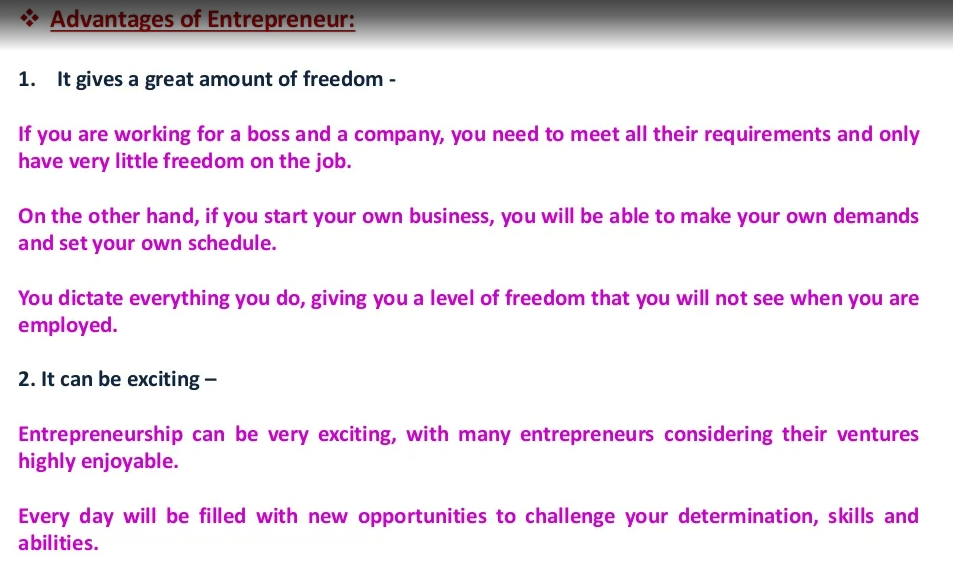 ❖ Advantages of Entrepreneur:
1. It gives a great amount of freedom -
If you are working for a boss and a company, you need to meet all their requirements and only
have very little freedom on the job.
On the other hand, if you start your own business, you will be able to make your own demands
and set your own schedule.
You dictate everything you do, giving you a level of freedom that you will not see when you are
employed.
2. It can be exciting –
Entrepreneurship can be very exciting, with many entrepreneurs considering their ventures
highly enjoyable.
Every day will be filled with new opportunities to challenge your determination, skills and
abilities.